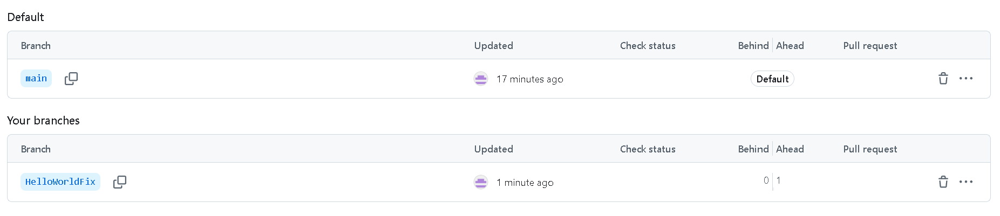 Default
Branch Updated Check status Behind Ahead Pull request
main 17 minutes ago Default
Your branches
Branch Updated Check status Behind Ahead Pull request
HelloWorldFix 1 minute ago 0 1